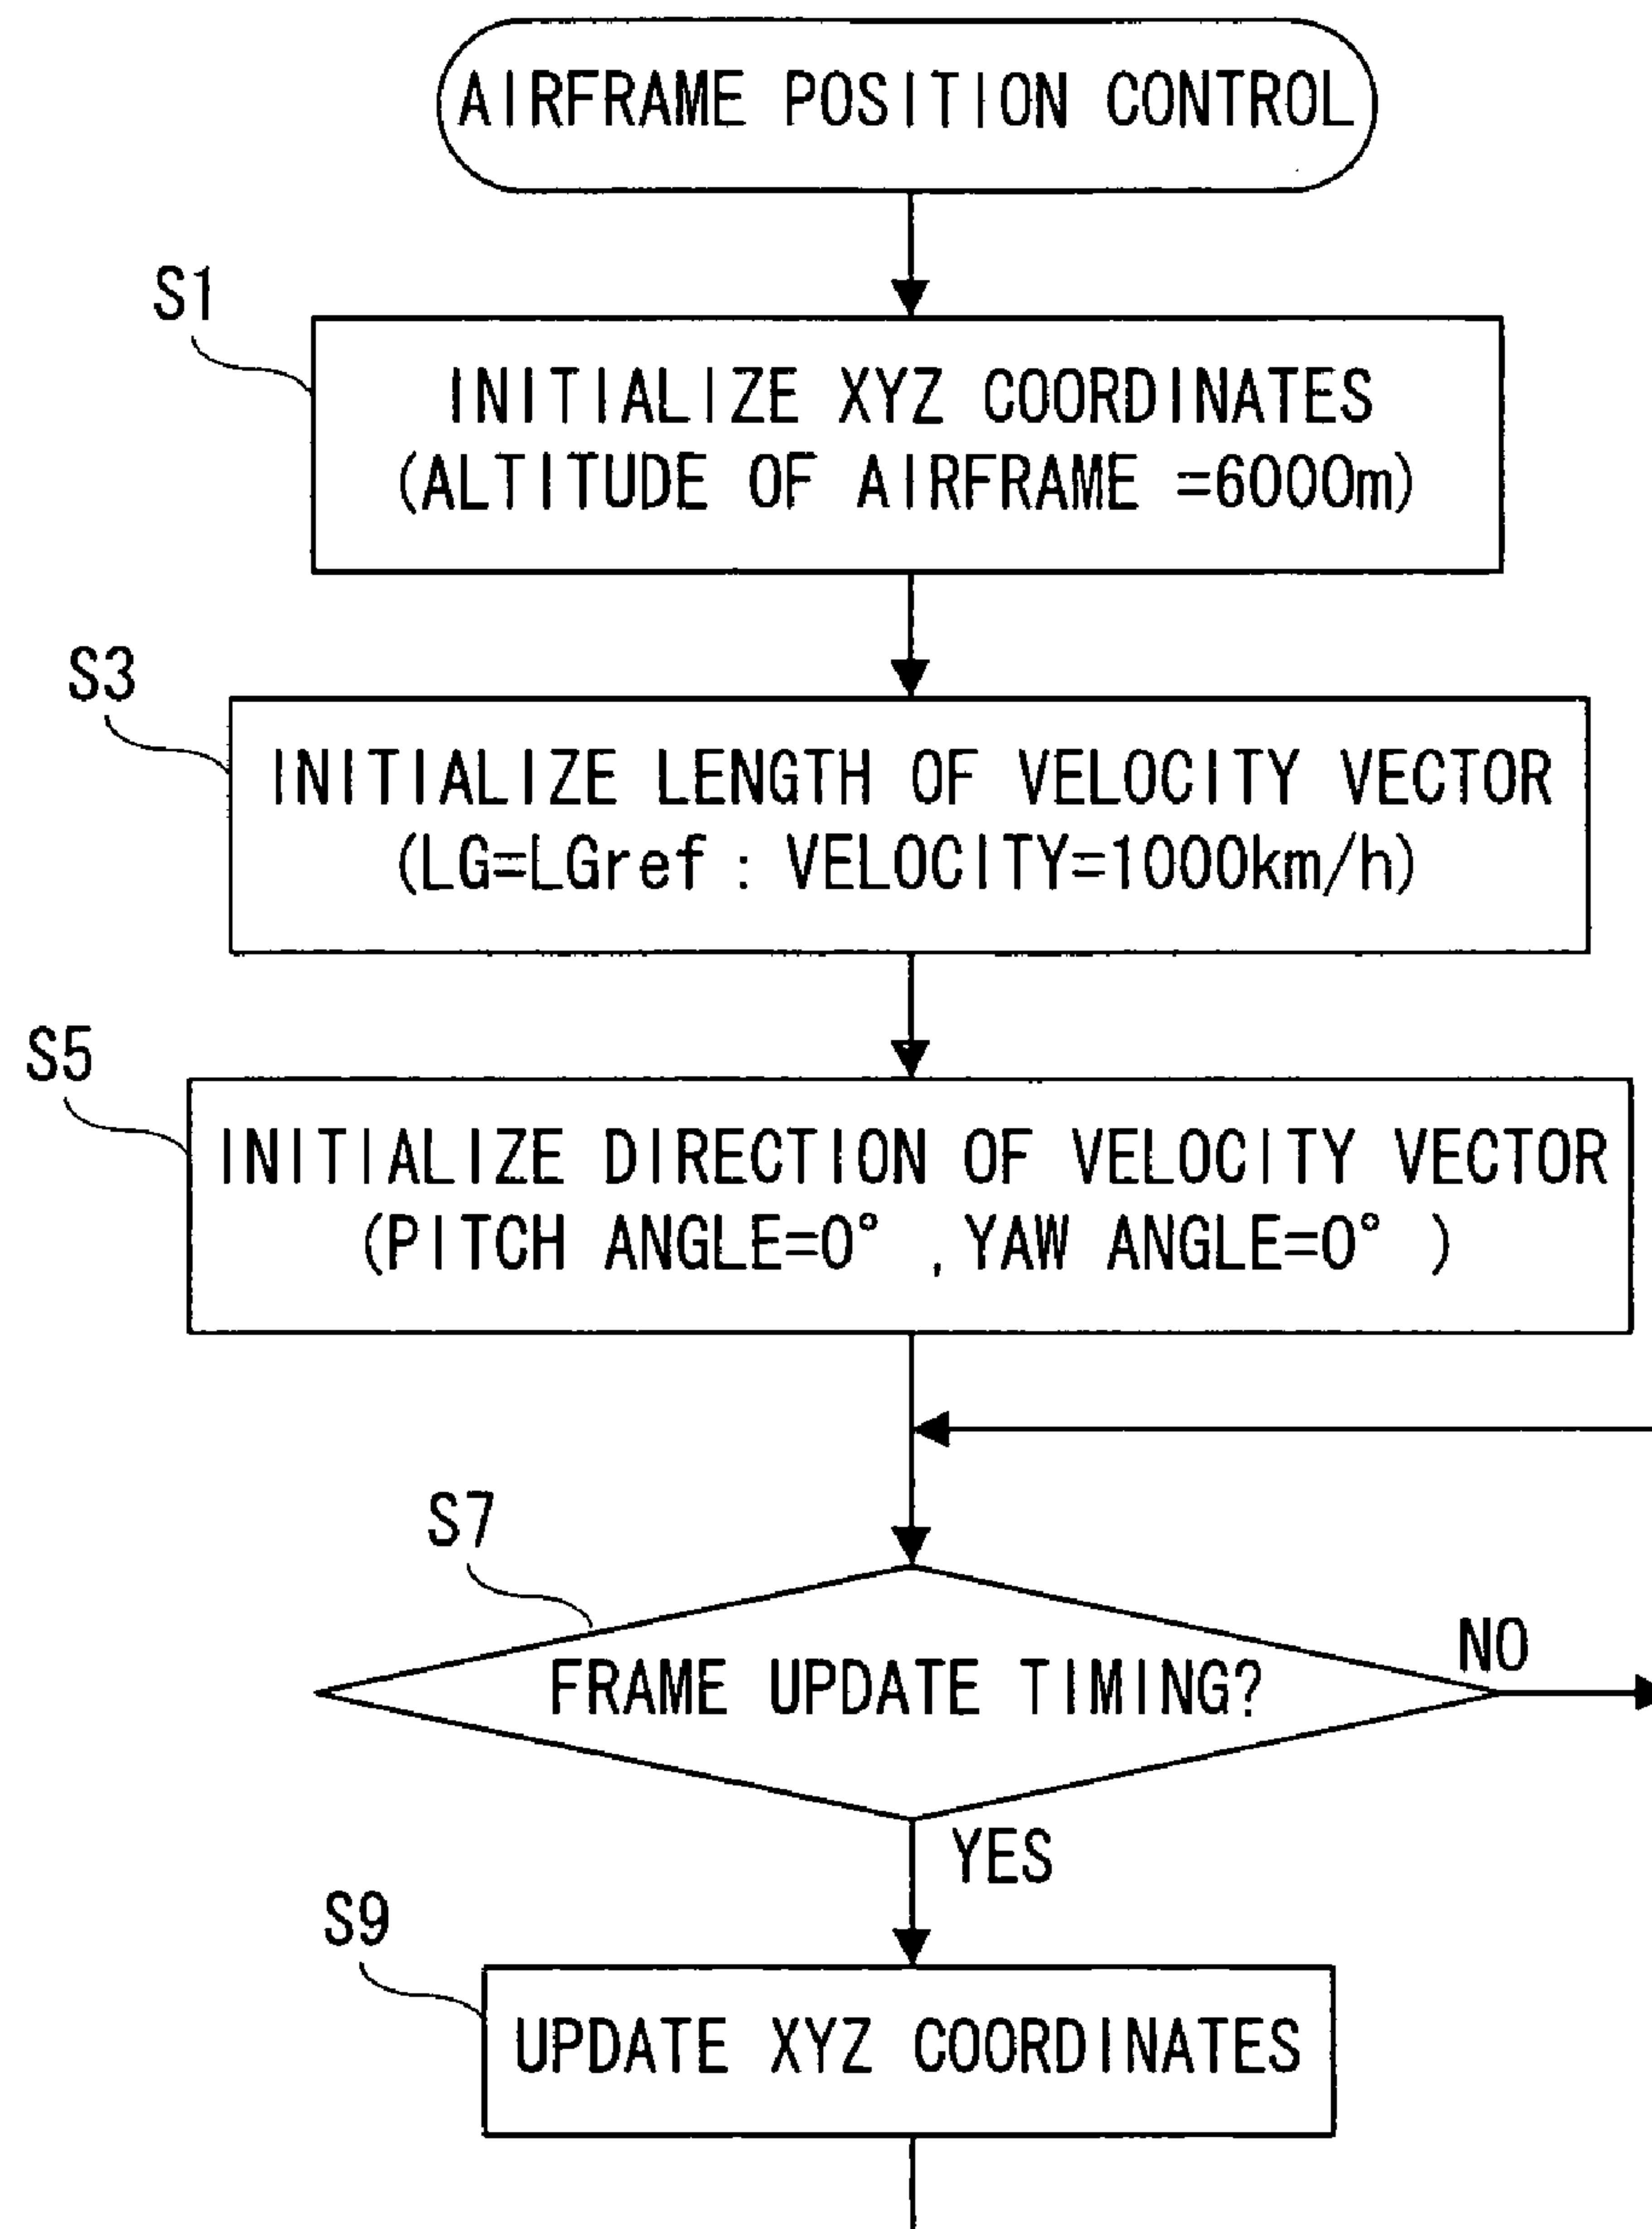 AIRFRAME POSITION CONTROL
S1
INITIALIZE XYZ COORDINATES
(ALTITUDE OF AIRFRAME =6000m)
S3
INITIALIZE LENGTH OF VELOCITY VECTOR
(LG=LGref : VELOCITY=1000km/h)
S5
INITIALIZE DIRECTION OF VELOCITY VECTOR
(PITCH ANGLE=0° ,YAW ANGLE=0° )
S7
FRAME UPDATE TIMING?
NO
YES
S9
UPDATE XYZ COORDINATES